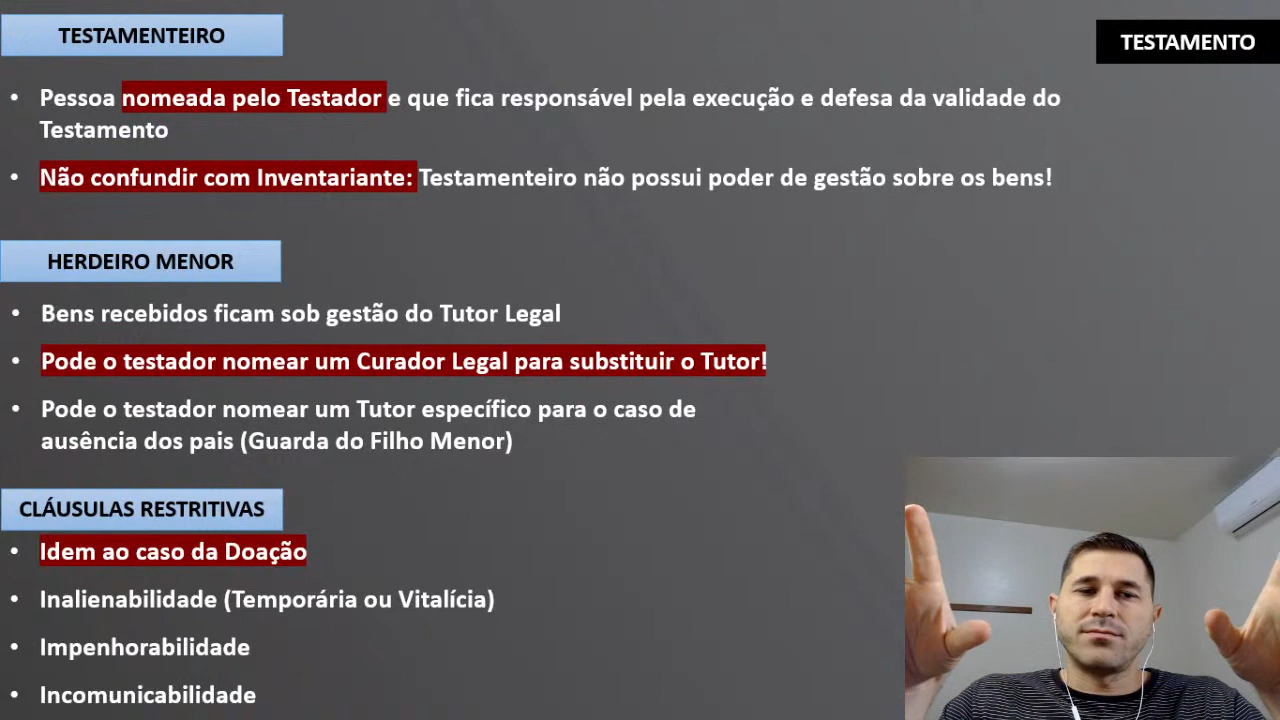 TESTAMENTEIRO
TESTAMENTO
• Pessoa nomeada pelo Testador e que fica responsável pela execução e defesa da validade do
Testamento
• Não confundir com Inventariante: Testamenteiro não possui poder de gestão sobre os bens!
HERDEIRO MENOR
• Bens recebidos ficam sob gestão do Tutor Legal
• Pode o testador nomear um Curador Legal para substituir o Tutor!
• Pode o testador nomear um Tutor específico para o caso de
ausência dos pais (Guarda do Filho Menor)
CLÁUSULAS RESTRITIVAS
• Idem ao caso da Doação
• Inalienabilidade (Temporária ou Vitalícia)
• Impenhorabilidade
• Incomunicabilidade